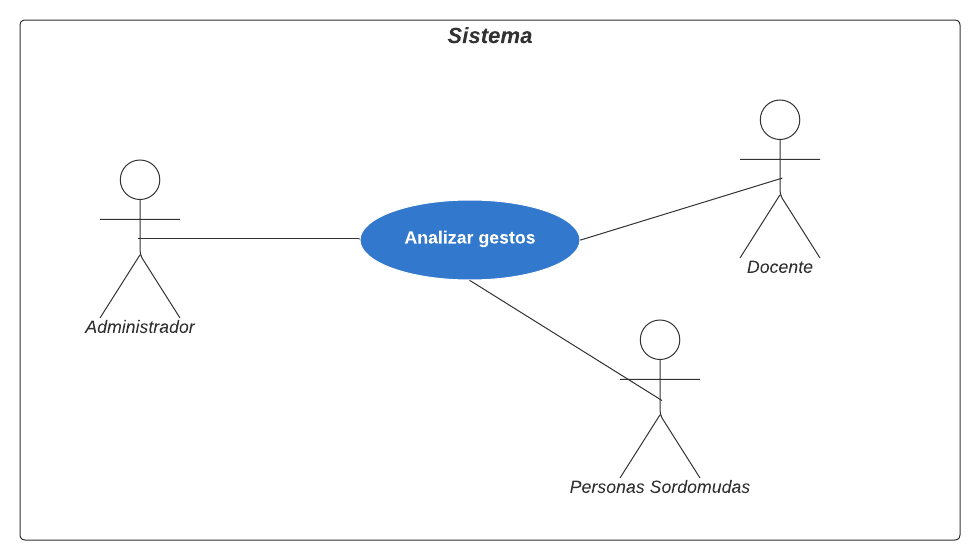 Sistema
Analizar gestos
Docente
Administrador
Personas Sordomudas